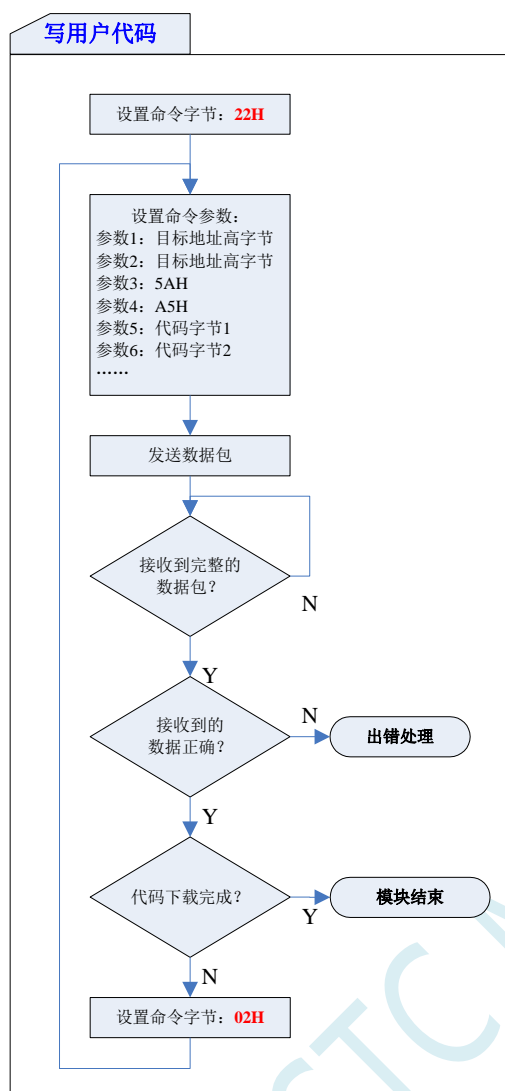 写用户代码
设置命令字节：22H
设置命令参数：
参数1：目标地址高字节
参数2：目标地址高字节
参数3：5AH
参数4：A5H
参数5：代码字节1
参数6：代码字节2
……
发送数据包
接收到完整的
数据包？
N
Y
接收到的
数据正确？
N
出错处理
Y
代码下载完成？
Y
模块结束
N
设置命令字节：02H
STC